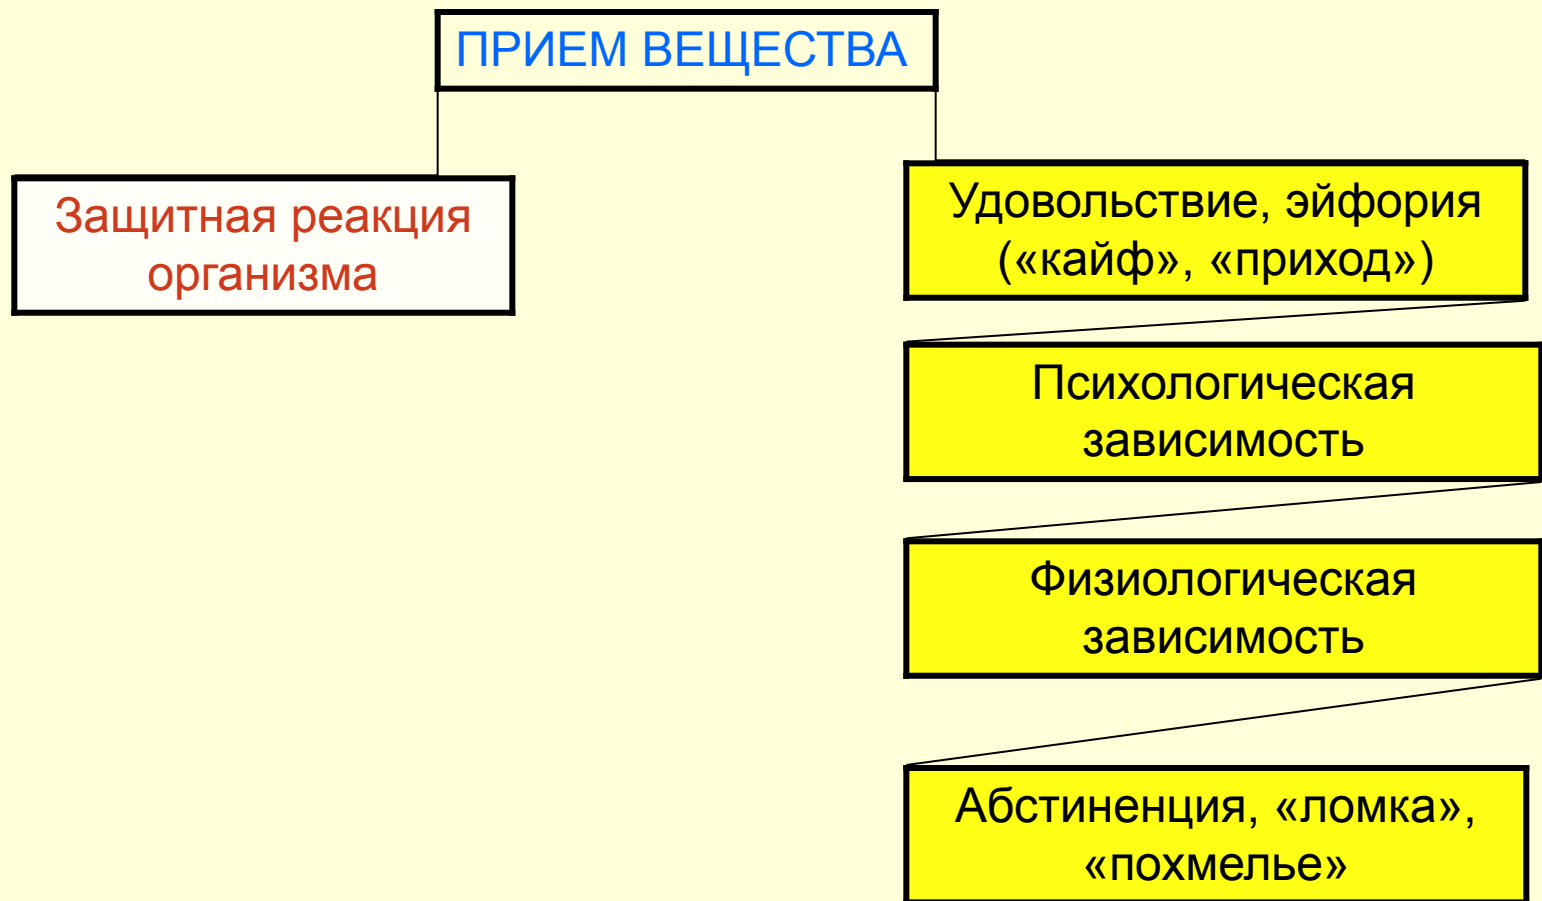 ПРИЕМ ВЕЩЕСТВА
Защитная реакция
организма
Удовольствие, эйфория
(«кайф», «приход»)
Психологическая
зависимость
Физиологическая
зависимость
Абстиненция, «ломка»,
«похмелье»